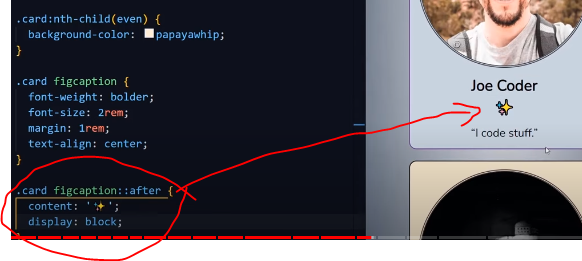 .card:nth-child(even) {
background-color: papayawhip;
}
.card figcaption {
font-weight: bolder;
font-size: 2rem;
margin: 1rem;
text-align: center;
}
.card figcaption::after {
content: '✨';
display: block;
}
Joe Coder
✨
“I code stuff.”